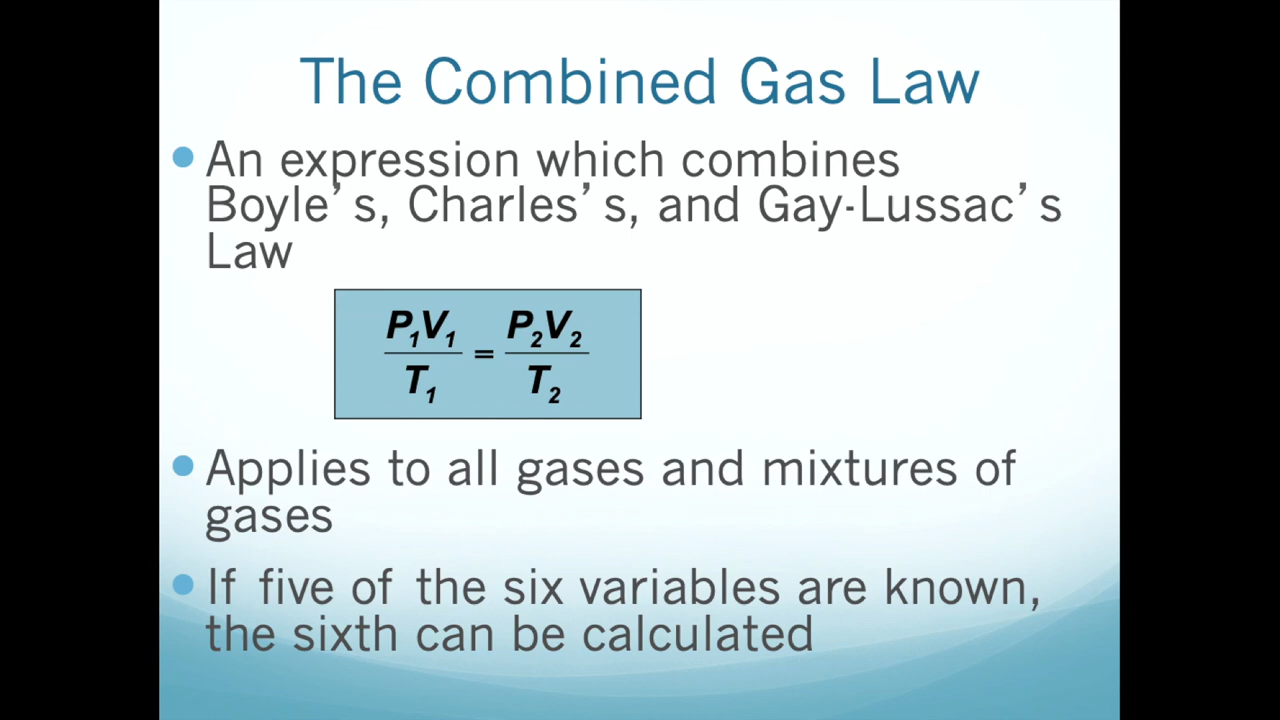 The Combined Gas Law
• An expression which combines
Boyle’s, Charles’s, and Gay-Lussac’s
Law
P₁V₁/T₁ = P₂V₂/T₂
• Applies to all gases and mixtures of
gases
• If five of the six variables are known,
the sixth can be calculated